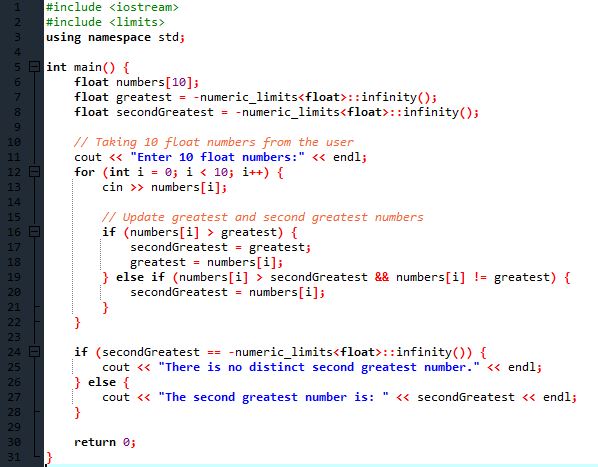 1 #include <iostream>
2 #include <limits>
3 using namespace std;
4
5 int main() {
6     float numbers[10];
7     float greatest = -numeric_limits<float>::infinity();
8     float secondGreatest = -numeric_limits<float>::infinity();
9
10     // Taking 10 float numbers from the user
11     cout << "Enter 10 float numbers:" << endl;
12     for (int i = 0; i < 10; i++) {
13         cin >> numbers[i];
14
15         // Update greatest and second greatest numbers
16         if (numbers[i] > greatest) {
17             secondGreatest = greatest;
18             greatest = numbers[i];
19         } else if (numbers[i] > secondGreatest && numbers[i] != greatest) {
20             secondGreatest = numbers[i];
21         }
22     }
23
24     if (secondGreatest == -numeric_limits<float>::infinity()) {
25         cout << "There is no distinct second greatest number." << endl;
26     } else {
27         cout << "The second greatest number is: " << secondGreatest << endl;
28     }
29
30     return 0;
31 }